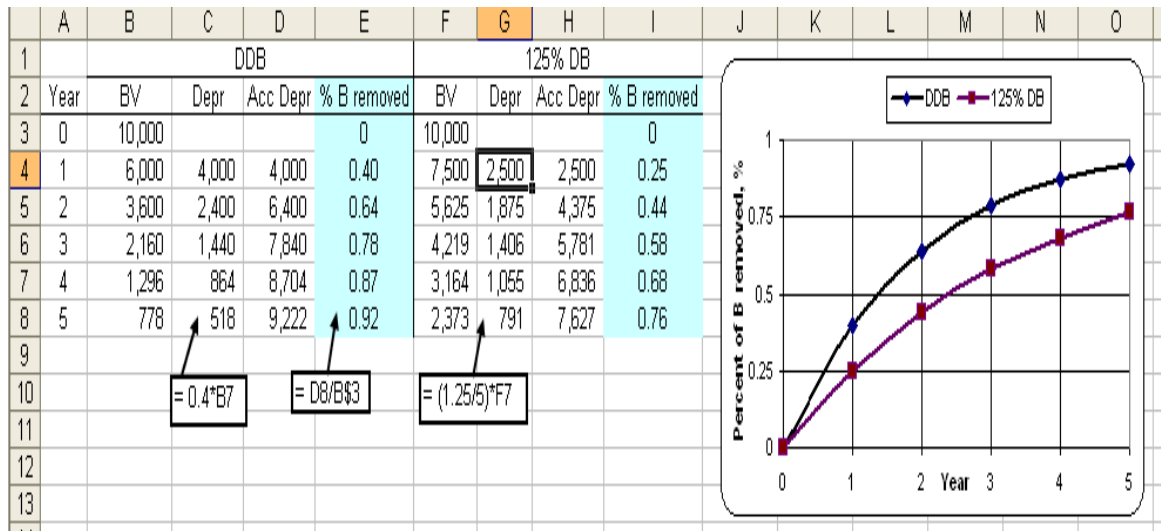 A B C D E F G H I J K L M N O
1 DDB 125% DB
2 Year BV Depr Acc Depr % B removed BV Depr Acc Depr % B removed
3 0 10,000 0 10,000 0
4 1 6,000 4,000 4,000 0.40 7,500 2,500 2,500 0.25
5 2 3,600 2,400 6,400 0.64 5,625 1,875 4,375 0.44
6 3 2,160 1,440 7,840 0.78 4,219 1,406 5,781 0.58
7 4 1,296 864 8,704 0.87 3,164 1,055 6,836 0.68
8 5 778 518 9,222 0.92 2,373 791 7,627 0.76
9
10 = 0.4*B7 = D8/B$3 = (1.25/5)*F7
11
12
13
DDB 125% DB
Percent of B removed, %
1
0.75
0.5
0.25
0
0 1 2 Year 3 4 5